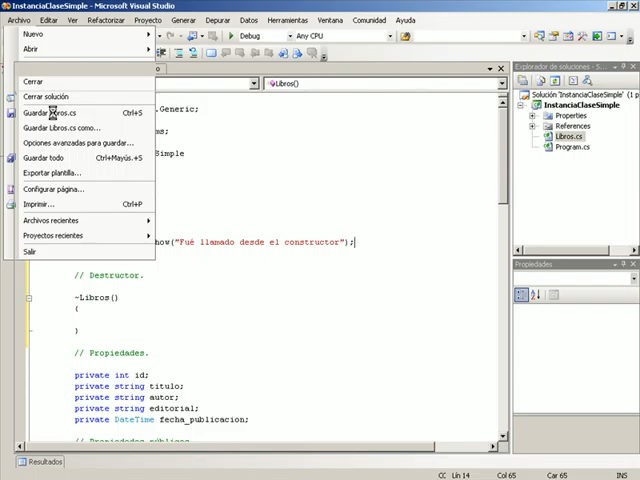 InstanciaClaseSimple - Microsoft Visual Studio
Archivo Editar Ver Refactorizar Proyecto Generar Depurar Datos Herramientas Ventana Comunidad Ayuda
Debug Any CPU
Nuevo
Abrir
Cerrar
Cerrar solución
Guardar Libros.cs Ctrl+S
Guardar Libros.cs como...
Opciones avanzadas para guardar...
Guardar todo Ctrl+Mayús.+S
Exportar plantilla...
Configurar página...
Imprimir... Ctrl+P
Archivos recientes
Proyectos recientes
Salir
Libros()
.Generic;
ms;
Simple
how("Fué llamado desde el constructor");
// Destructor.
~Libros()
{
}
// Propiedades.
private int id;
private string titulo;
private string autor;
private string editorial;
private DateTime fecha_publicacion;
// Propiedades públicas
Explorador de soluciones - S...
Solución "InstanciaClaseSimple"
InstanciaClaseSimple
Properties
References
Libros.cs
Program.cs
Propiedades
Resultados
CC Lín 14 Col 65 Car 65 INS